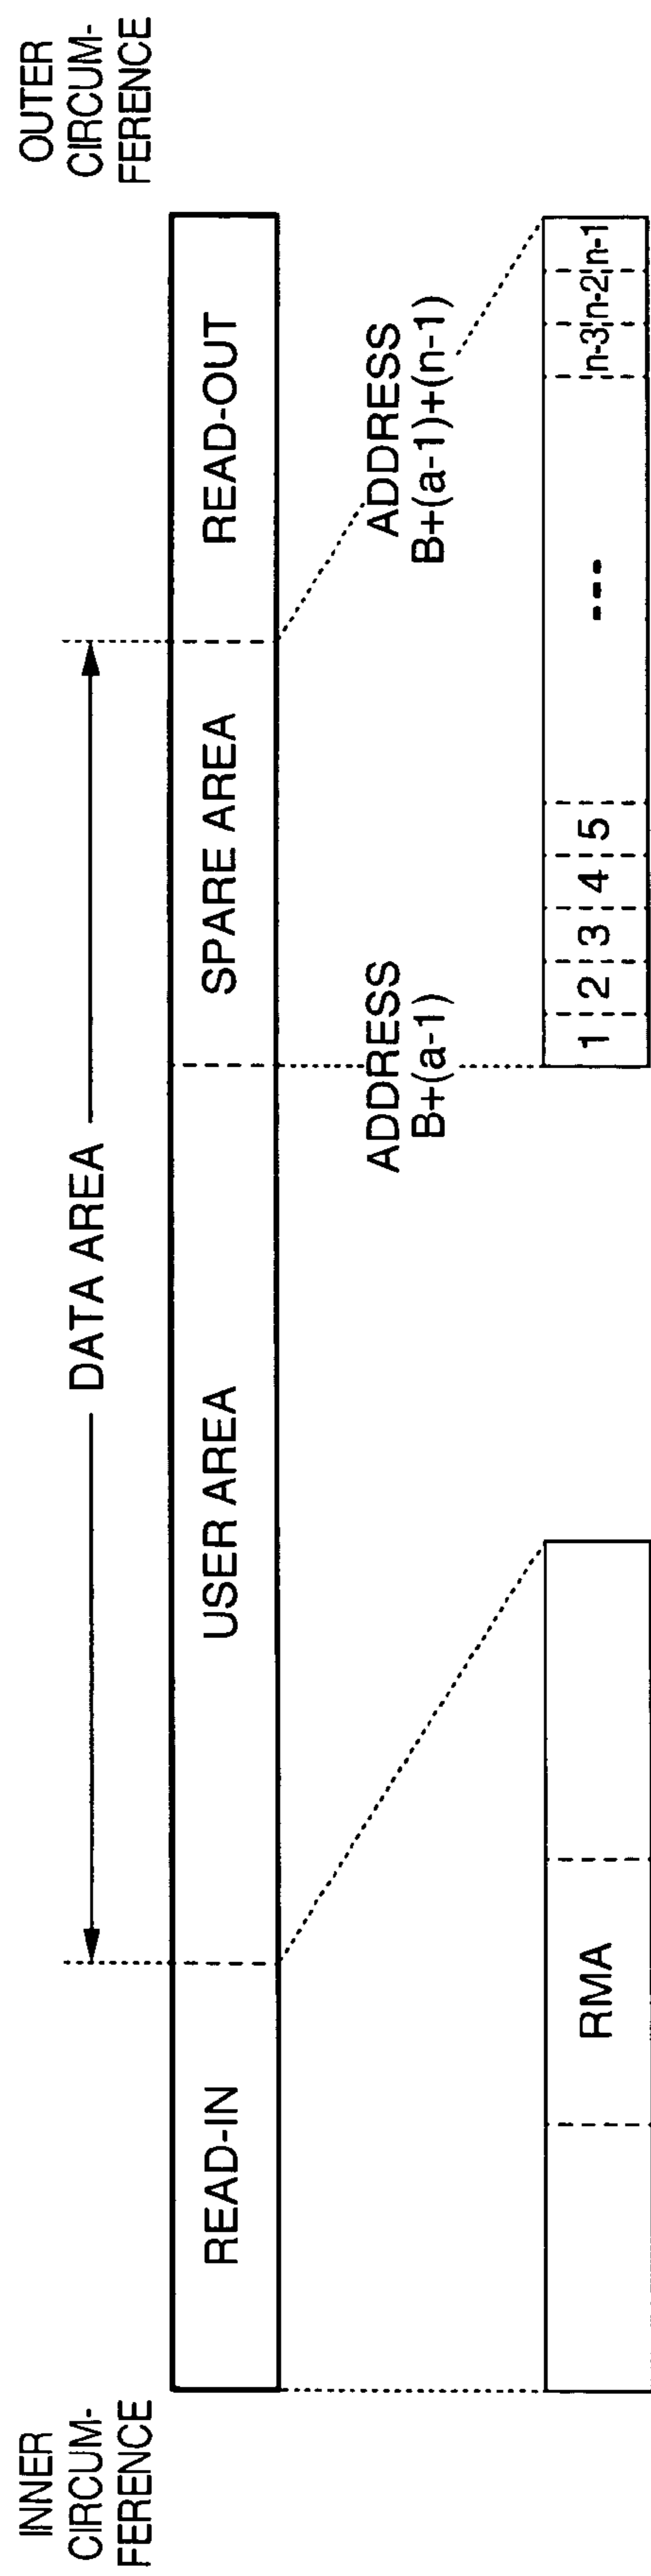 INNER
CIRCUM-
FERENCE
OUTER
CIRCUM-
FERENCE
DATA AREA
READ-IN
USER AREA
SPARE AREA
READ-OUT
ADDRESS
B+(a-1)
ADDRESS
B+(a-1)+(n-1)
RMA
1 2 3 4 5 --- n-3 n-2 n-1